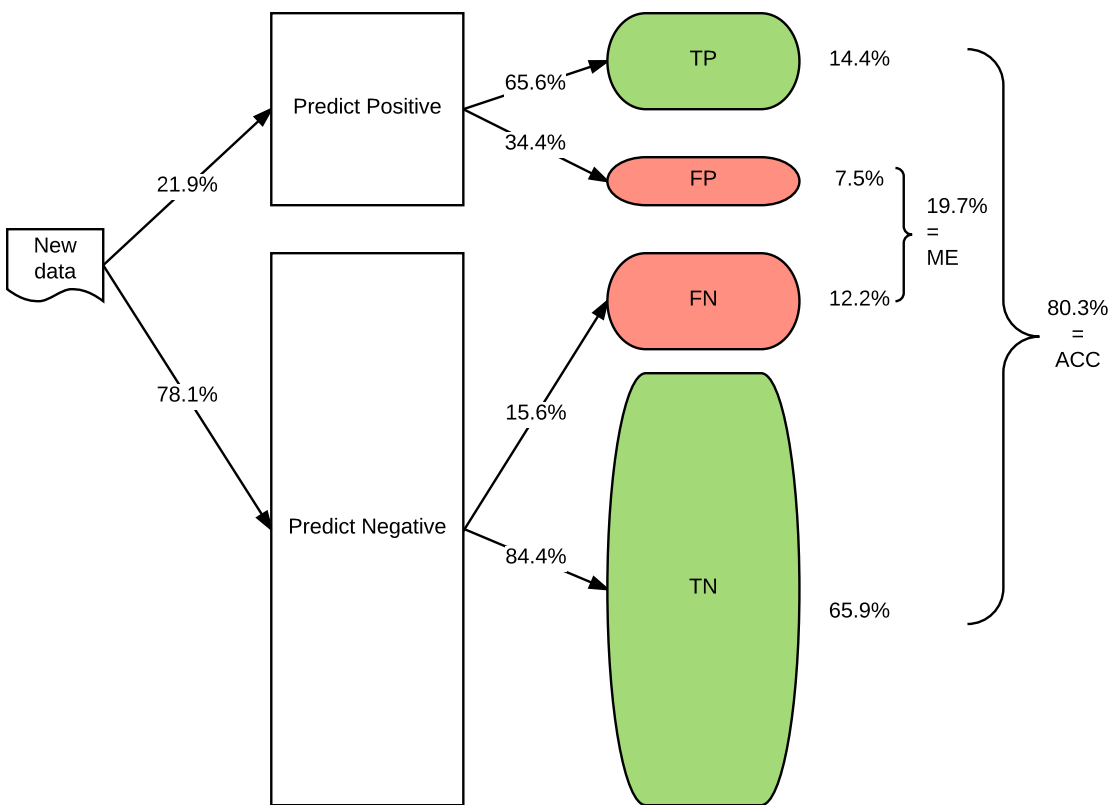 TP
14.4%
65.6%
Predict Positive
34.4%
FP
7.5%
21.9%
19.7%
=
ME
New
data
FN
12.2%
80.3%
=
ACC
78.1%
15.6%
Predict Negative
84.4%
TN
65.9%